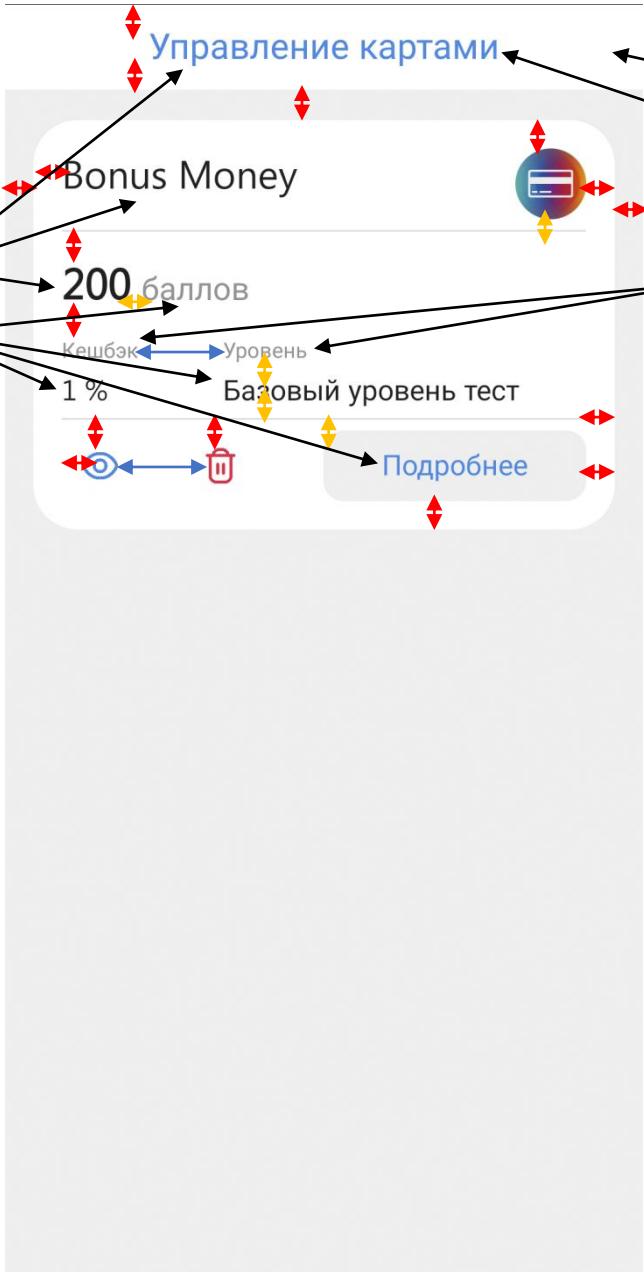 Управление картами
Bonus Money
200 баллов
Кешбэк Уровень
1 % Базовый уровень тест
Подробнее